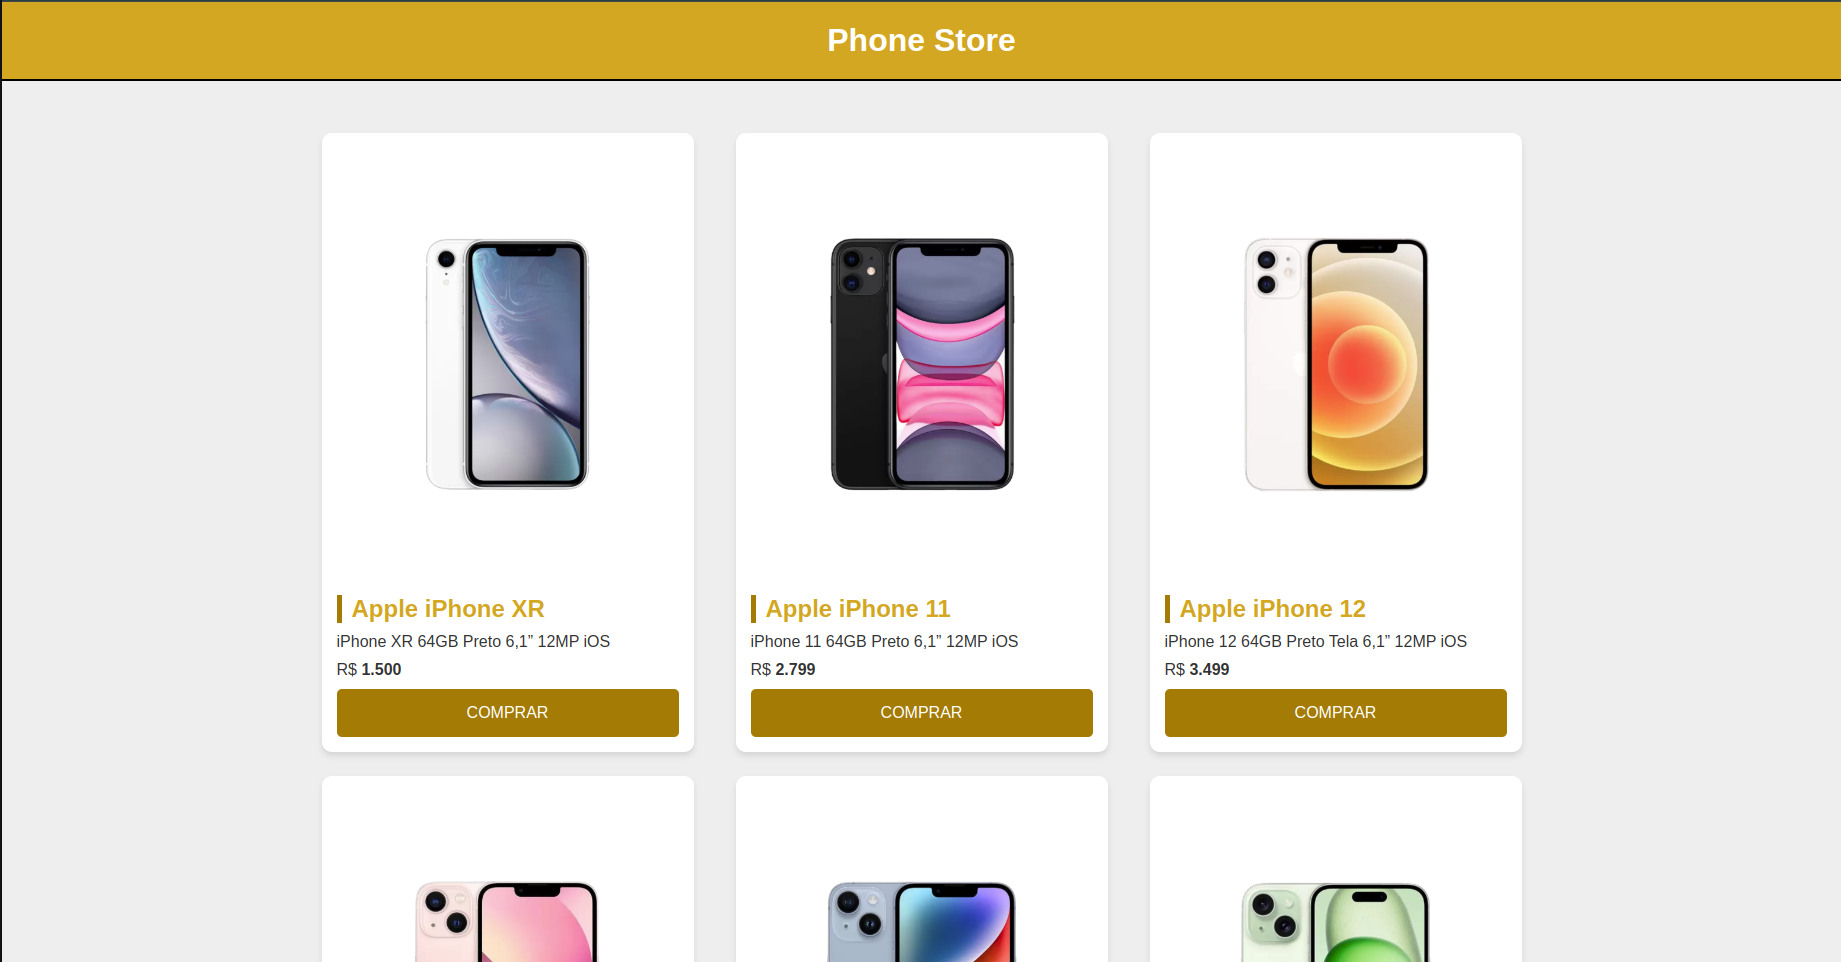 Phone Store
Apple iPhone XR
iPhone XR 64GB Preto 6,1” 12MP iOS
R$ 1.500
COMPRAR
Apple iPhone 11
iPhone 11 64GB Preto 6,1” 12MP iOS
R$ 2.799
COMPRAR
Apple iPhone 12
iPhone 12 64GB Preto Tela 6,1” 12MP iOS
R$ 3.499
COMPRAR